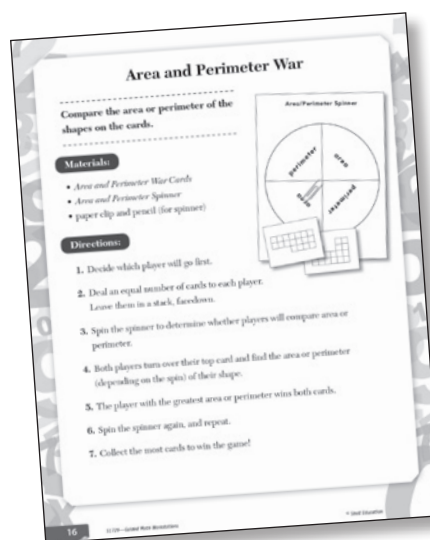 Area and Perimeter War
Compare the area or perimeter of the
shapes on the cards.
Materials:
• Area and Perimeter War Cards
• Area and Perimeter Spinner
• paper clip and pencil (for spinner)
Area/Perimeter Spinner
perimeter
area
area
perimeter
Directions:
1. Decide which player will go first.
2. Deal an equal number of cards to each player.
Leave them in a stack, facedown.
3. Spin the spinner to determine whether players will compare area or
perimeter.
4. Both players turn over their top card and find the area or perimeter
(depending on the spin) of their shape.
5. The player with the greatest area or perimeter wins both cards.
6. Spin the spinner again, and repeat.
7. Collect the most cards to win the game!
16
Guided Math Workstations
© Shell Education